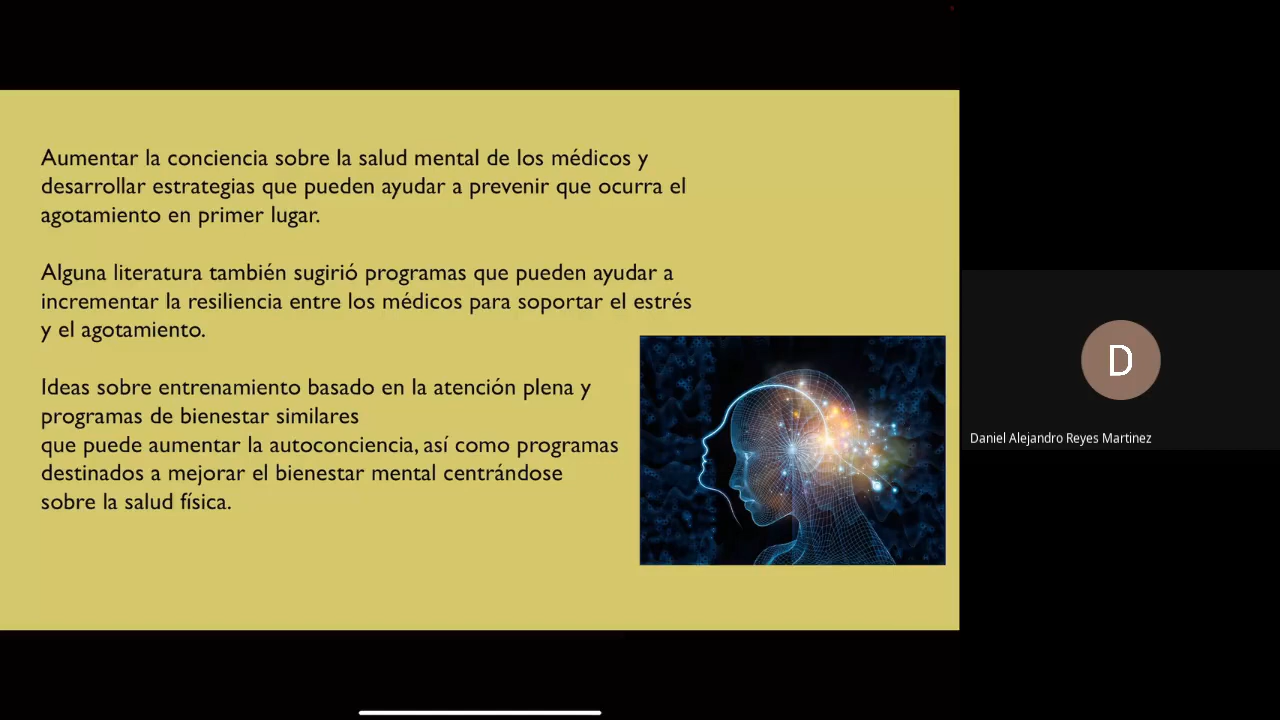 Aumentar la conciencia sobre la salud mental de los médicos y
desarrollar estrategias que pueden ayudar a prevenir que ocurra el
agotamiento en primer lugar.
Alguna literatura también sugirió programas que pueden ayudar a
incrementar la resiliencia entre los médicos para soportar el estrés
y el agotamiento.
Ideas sobre entrenamiento basado en la atención plena y
programas de bienestar similares
que puede aumentar la autoconciencia, así como programas
destinados a mejorar el bienestar mental centrándose
sobre la salud física.
D
Daniel Alejandro Reyes Martinez